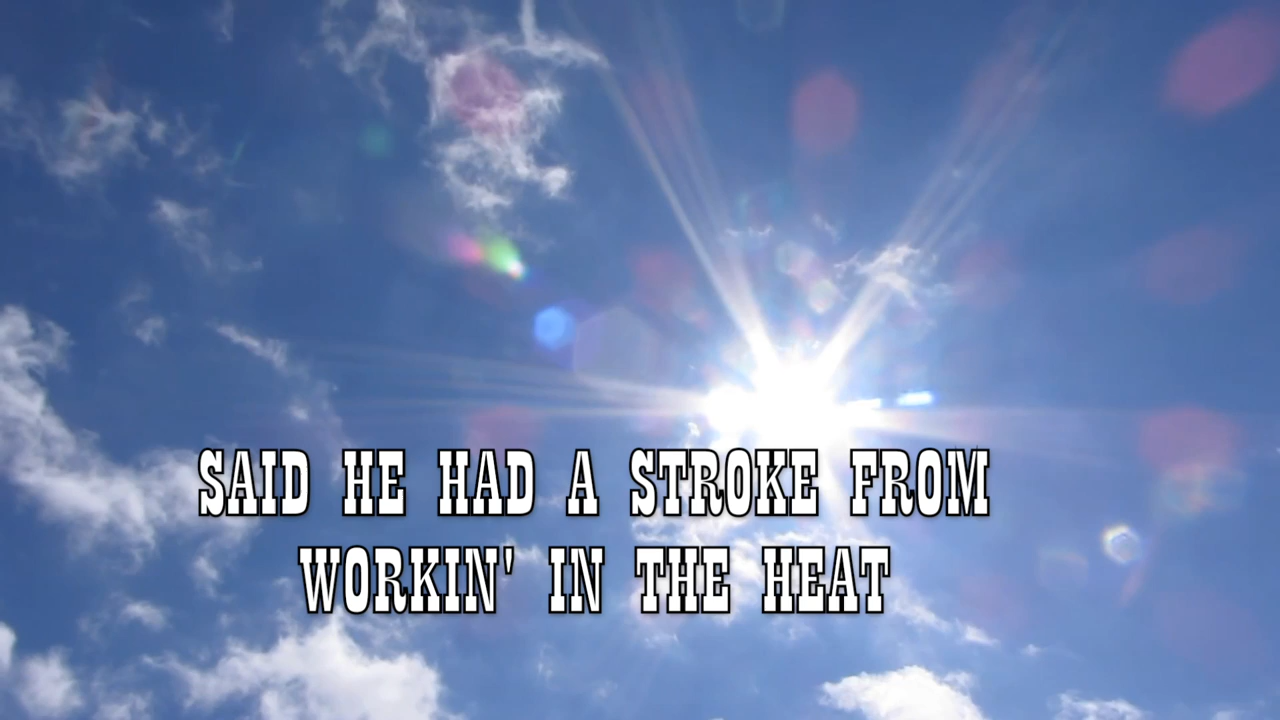 SAID HE HAD A STROKE FROM
WORKIN' IN THE HEAT